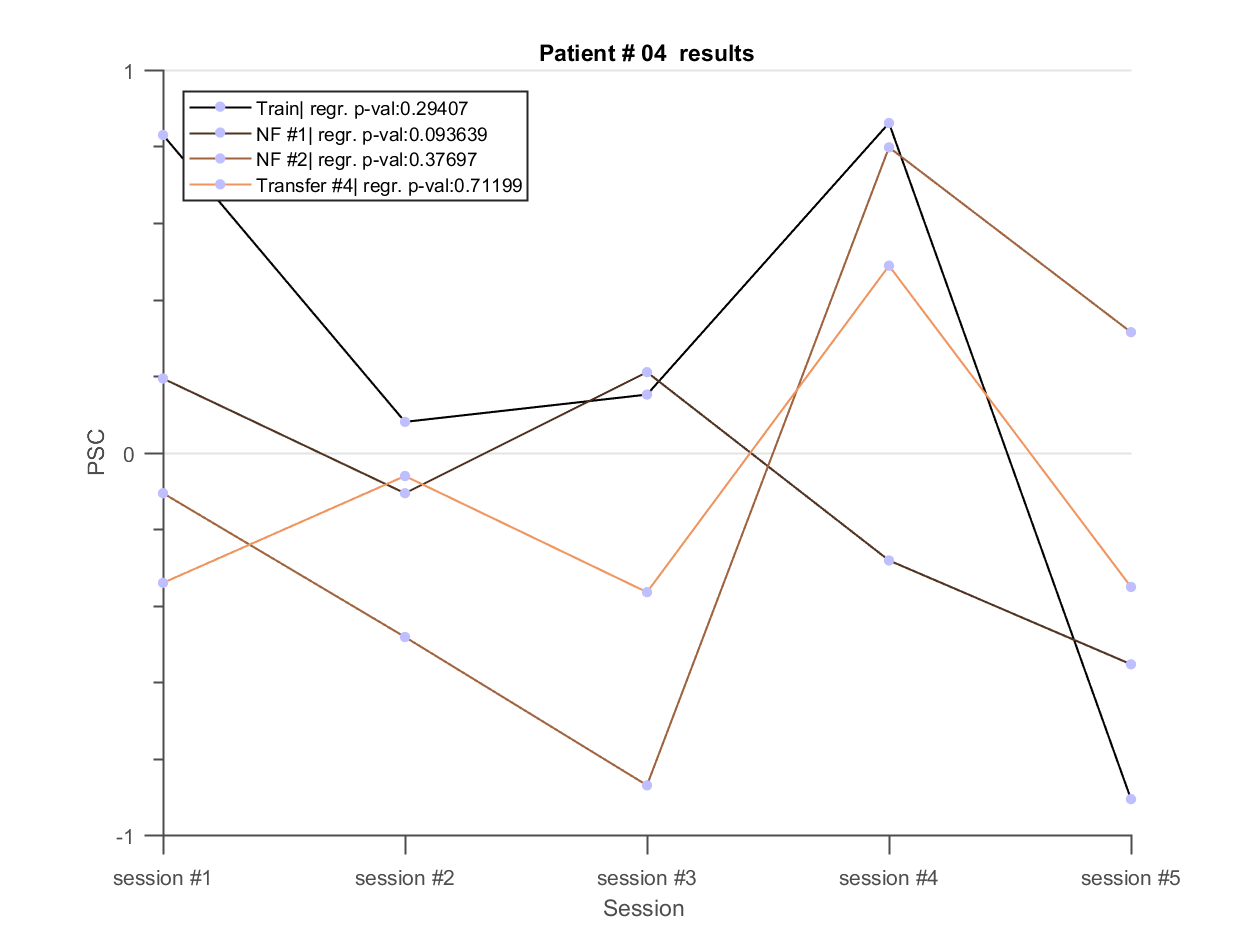 Patient # 04  results
1
Train| regr. p-val:0.29407
NF #1| regr. p-val:0.093639
NF #2| regr. p-val:0.37697
Transfer #4| regr. p-val:0.71199
PSC
0
-1
session #1 session #2 session #3 session #4 session #5
Session